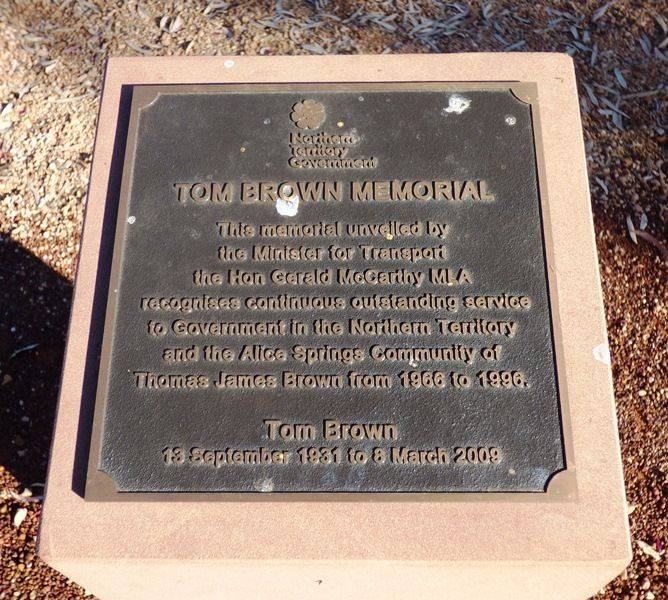 Northern
Territory
Government
TOM BROWN MEMORIAL
This memorial unveiled by
the Minister for Transport
the Hon Gerald McCarthy MLA
recognises continuous outstanding service
to Government in the Northern Territory
and the Alice Springs Community of
Thomas James Brown from 1966 to 1996.
Tom Brown
13 September 1931 to 8 March 2009